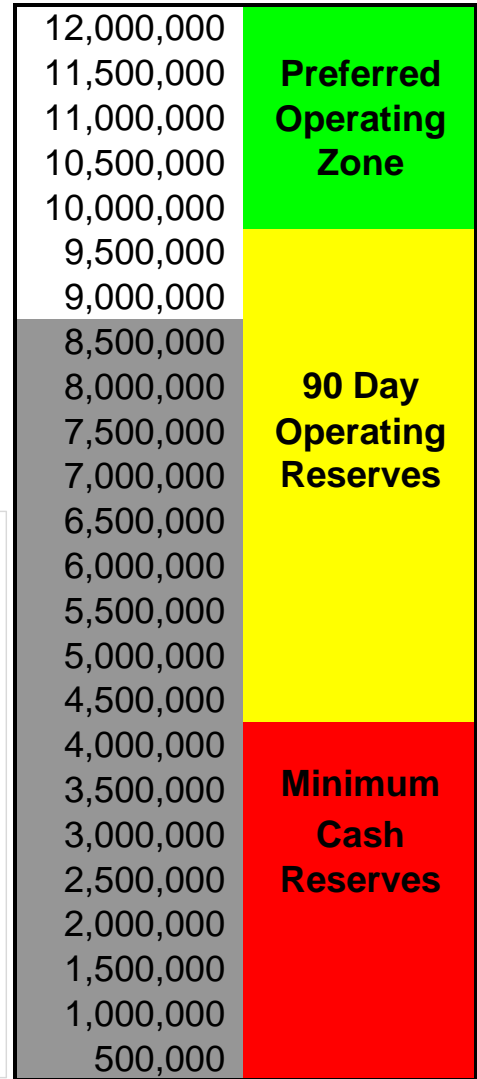 12,000,000
11,500,000 Preferred
11,000,000 Operating
10,500,000 Zone
10,000,000
9,500,000
9,000,000
8,500,000
8,000,000 90 Day
7,500,000 Operating
7,000,000 Reserves
6,500,000
6,000,000
5,500,000
5,000,000
4,500,000
4,000,000
3,500,000 Minimum
3,000,000 Cash
2,500,000 Reserves
2,000,000
1,500,000
1,000,000
500,000